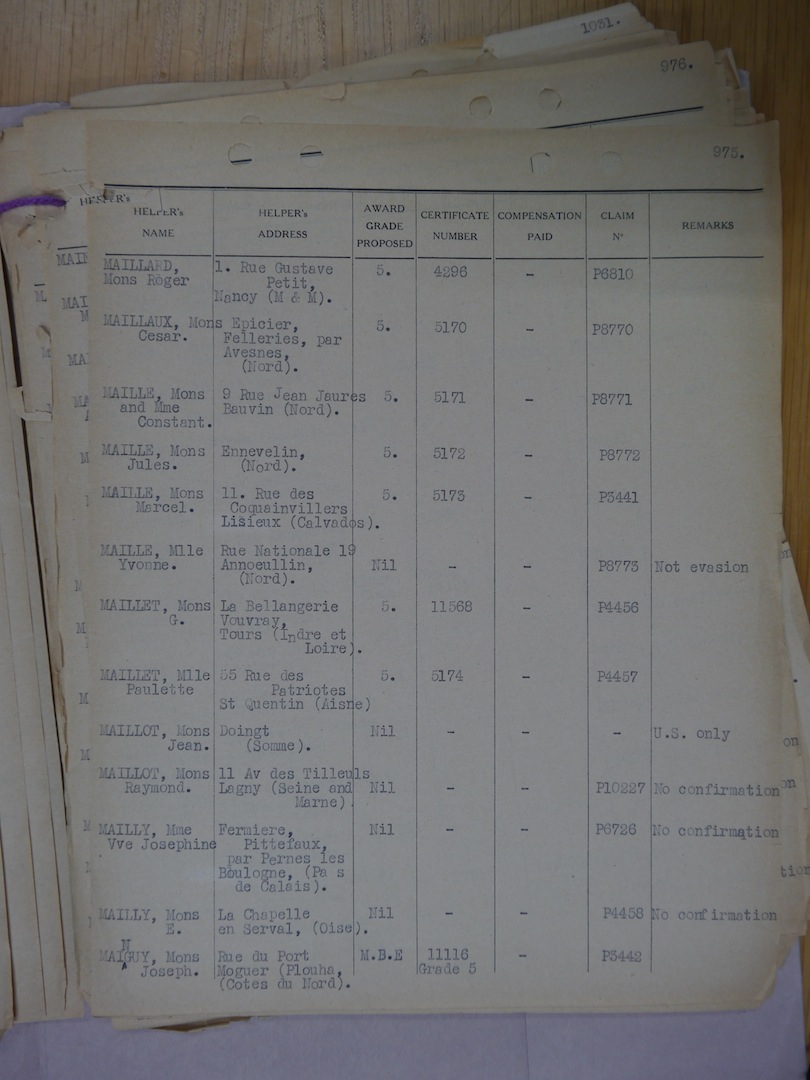 1031.
976.
975.
HELPER's NAME | HELPER's ADDRESS | AWARD GRADE PROPOSED | CERTIFICATE NUMBER | COMPENSATION PAID | CLAIM Nº | REMARKS
MAILLARD, | 1. Rue Gustave | 5. | 4296 | - | P6810
Mons Roger | Petit,
Nancy (M & M).
MAILLAUX, Mons | Epicier, | 5. | 5170 | - | P8770
Cesar. | Felleries, par
Avesnes,
(Nord).
MAILLE, Mons | 9 Rue Jean Jaures | 5. | 5171 | - | P8771
and Mme | Bauvin (Nord).
Constant.
MAILLE, Mons | Ennevelin, | 5. | 5172 | - | P8772
Jules. | (Nord).
MAILLE, Mons | 11. Rue des | 5. | 5173 | - | P3441
Marcel. | Coquainvillers
Lisieux (Calvados).
MAILLE, Mlle | Rue Nationale 19
Yvonne. | Annoeullin, | Nil | - | - | P8773 | Not evasion
(Nord).
MAILLET, Mons | La Bellangerie | 5. | 11568 | - | P4456
G. | Vouvray,
Tours (Indre et
Loire).
MAILLET, Mlle | 55 Rue des | 5. | 5174 | - | P4457
Paulette | Patriotes
St Quentin (Aisne)
MAILLOT, Mons | Doingt | Nil | - | - | - | U.S. only
Jean. | (Somme).
MAILLOT, Mons | 11 Av des Tilleuls
Raymond. | Lagny (Seine and | Nil | - | - | P10227 | No confirmation
Marne).
MAILLY, Mme | Fermiere, | Nil | - | - | P6726 | No confirmation
Vve Josephine | Pittefaux,
par Pernes les
Boulogne, (Pa s
de Calais).
MAILLY, Mons | La Chapelle | Nil | - | - | P4458 | No confirmation
E. | en Serval, (Oise).
N
MAIGUY, Mons | Rue du Port | M.B.E | 11116 | - | P3442
Joseph. | Moguer (Plouha, | Grade 5
(Cotes du Nord).